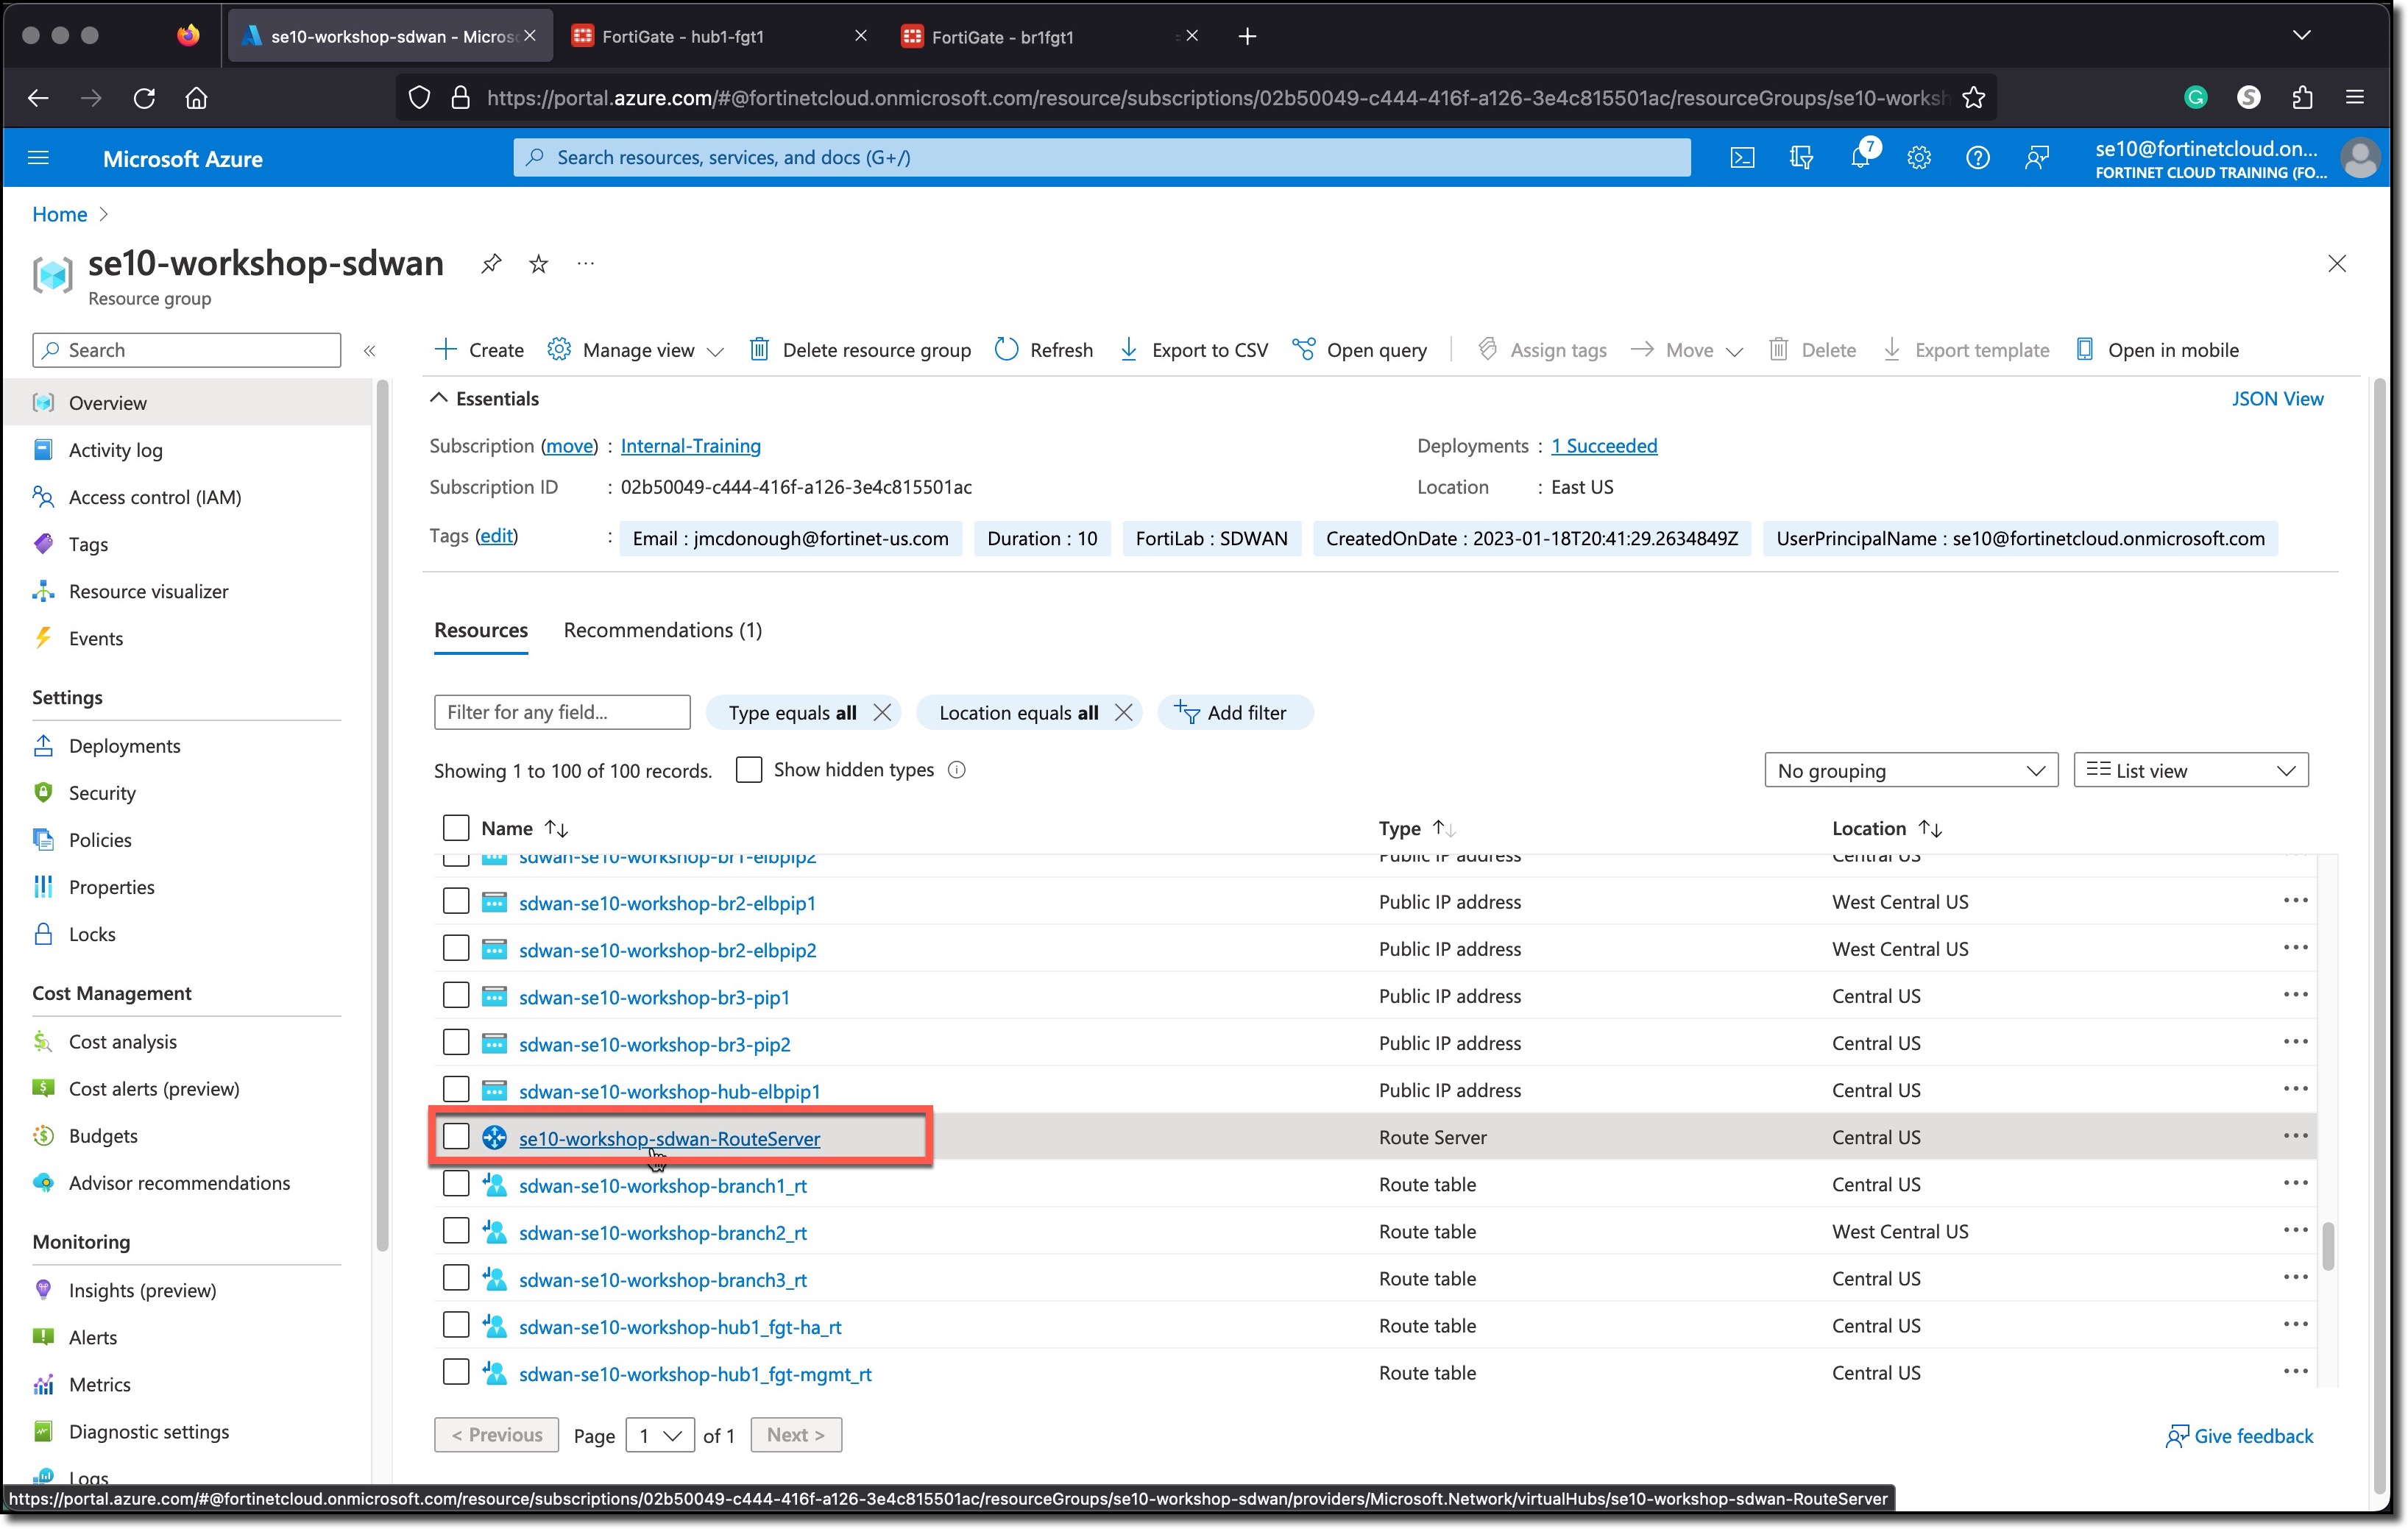 se10-workshop-sdwan - Micros
FortiGate - hub1-fgt1
FortiGate - br1fgt1
https://portal.azure.com/#@fortinetcloud.onmicrosoft.com/resource/subscriptions/02b50049-c444-416f-a126-3e4c815501ac/resourceGroups/se10-worksh
Microsoft Azure
Search resources, services, and docs (G+/)
7
se10@fortinetcloud.on...
FORTINET CLOUD TRAINING (FO...
Home >
se10-workshop-sdwan
Resource group
Search
Create Manage view Delete resource group Refresh Export to CSV Open query Assign tags Move Delete Export template Open in mobile
Overview
Activity log
Access control (IAM)
Tags
Resource visualizer
Events
Settings
Deployments
Security
Policies
Properties
Locks
Cost Management
Cost analysis
Cost alerts (preview)
Budgets
Advisor recommendations
Monitoring
Insights (preview)
Alerts
Metrics
Diagnostic settings
Logs
Essentials
JSON View
Subscription (move) : Internal-Training
Deployments : 1 Succeeded
Subscription ID : 02b50049-c444-416f-a126-3e4c815501ac
Location : East US
Tags (edit) : Email : jmcdonough@fortinet-us.com Duration : 10 FortiLab : SDWAN CreatedOnDate : 2023-01-18T20:41:29.2634849Z UserPrincipalName : se10@fortinetcloud.onmicrosoft.com
Resources Recommendations (1)
Filter for any field... Type equals all Location equals all Add filter
Showing 1 to 100 of 100 records. Show hidden types No grouping List view
Name Type Location
sdwan-se10-workshop-br1-elbpip2 Public IP address Central US
sdwan-se10-workshop-br2-elbpip1 Public IP address West Central US
sdwan-se10-workshop-br2-elbpip2 Public IP address West Central US
sdwan-se10-workshop-br3-pip1 Public IP address Central US
sdwan-se10-workshop-br3-pip2 Public IP address Central US
sdwan-se10-workshop-hub-elbpip1 Public IP address Central US
se10-workshop-sdwan-RouteServer Route Server Central US
sdwan-se10-workshop-branch1_rt Route table Central US
sdwan-se10-workshop-branch2_rt Route table West Central US
sdwan-se10-workshop-branch3_rt Route table Central US
sdwan-se10-workshop-hub1_fgt-ha_rt Route table Central US
sdwan-se10-workshop-hub1_fgt-mgmt_rt Route table Central US
< Previous Page 1 of 1 Next >
Give feedback
https://portal.azure.com/#@fortinetcloud.onmicrosoft.com/resource/subscriptions/02b50049-c444-416f-a126-3e4c815501ac/resourceGroups/se10-workshop-sdwan/providers/Microsoft.Network/virtualHubs/se10-workshop-sdwan-RouteServer